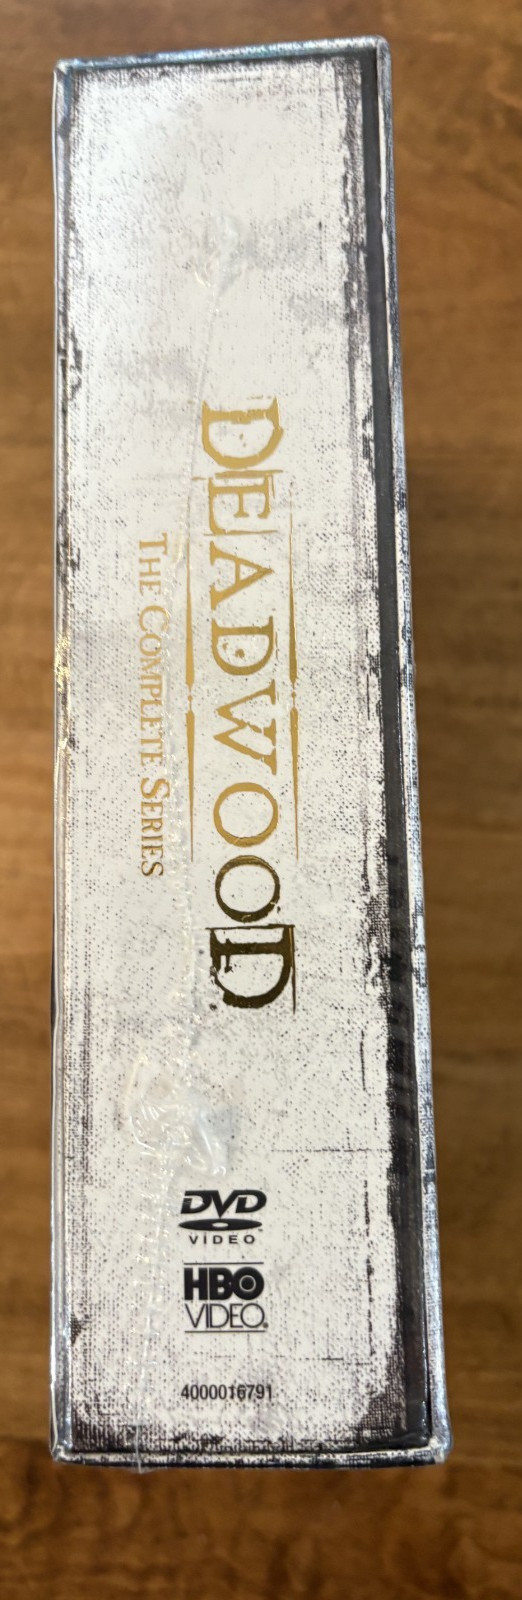 DEADWOOD
THE COMPLETE SERIES
DVD
VIDEO
HBO
VIDEO®
4000016791